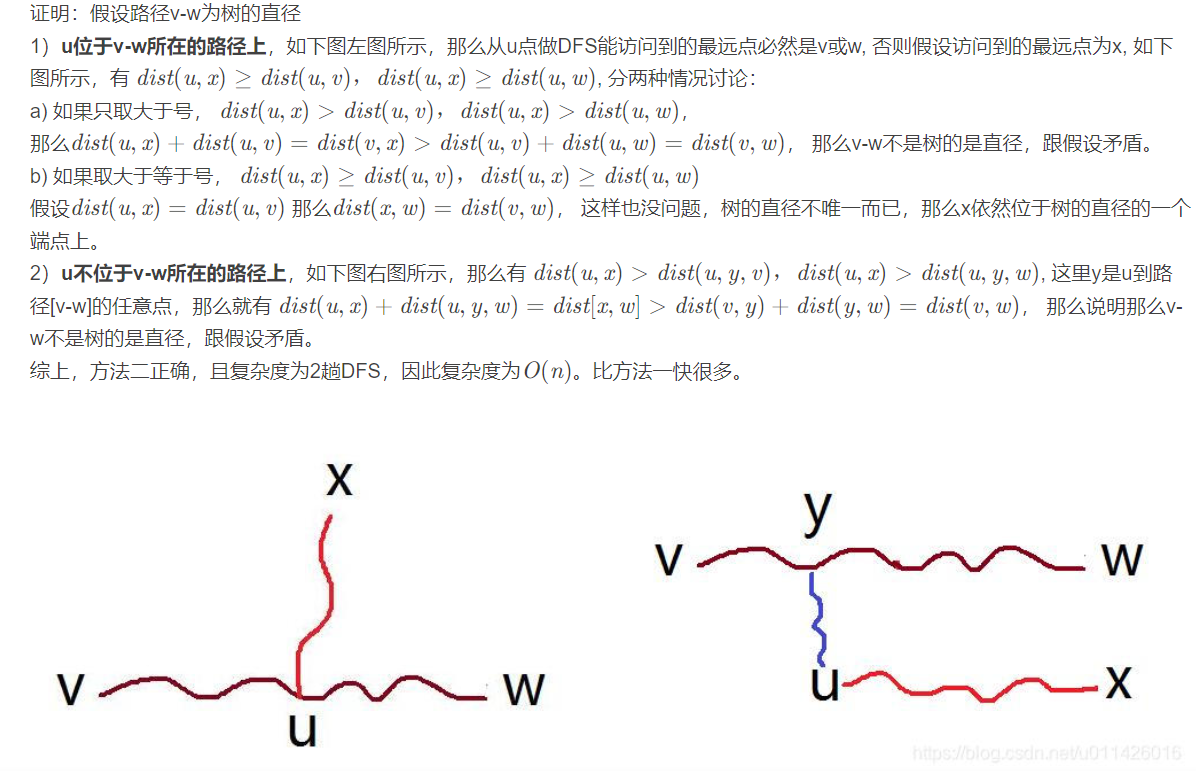 证明：假设路径v-w为树的直径
1）u位于v-w所在的路径上，如下图左图所示，那么从u点做DFS能访问到的最远点必然是v或w, 否则假设访问到的最远点为x, 如下
图所示，有 dist(u, x) ≥ dist(u, v)， dist(u, x) ≥ dist(u, w), 分两种情况讨论：
a) 如果只取大于号， dist(u, x) > dist(u, v)， dist(u, x) > dist(u, w)，
那么dist(u, x) + dist(u, v) = dist(v, x) > dist(u, v) + dist(u, w) = dist(v, w)， 那么v-w不是树的是直径，跟假设矛盾。
b) 如果取大于等于号， dist(u, x) ≥ dist(u, v)， dist(u, x) ≥ dist(u, w)
假设dist(u, x) = dist(u, v) 那么dist(x, w) = dist(v, w)， 这样也没问题，树的直径不唯一而已，那么x依然位于树的直径的一个
端点上。
2）u不位于v-w所在的路径上，如下图右图所示，那么有 dist(u, x) > dist(u, y, v)， dist(u, x) > dist(u, y, w), 这里y是u到路
径[v-w]的任意点，那么就有 dist(u, x) + dist(u, y, w) = dist[x, w] > dist(v, y) + dist(y, w) = dist(v, w)， 那么说明那么v-
w不是树的是直径，跟假设矛盾。
综上，方法二正确，且复杂度为2趟DFS，因此复杂度为O(n)。比方法一快很多。
x
v
w
u
y
v
w
u
x
https://blog.csdn.net/u011426016